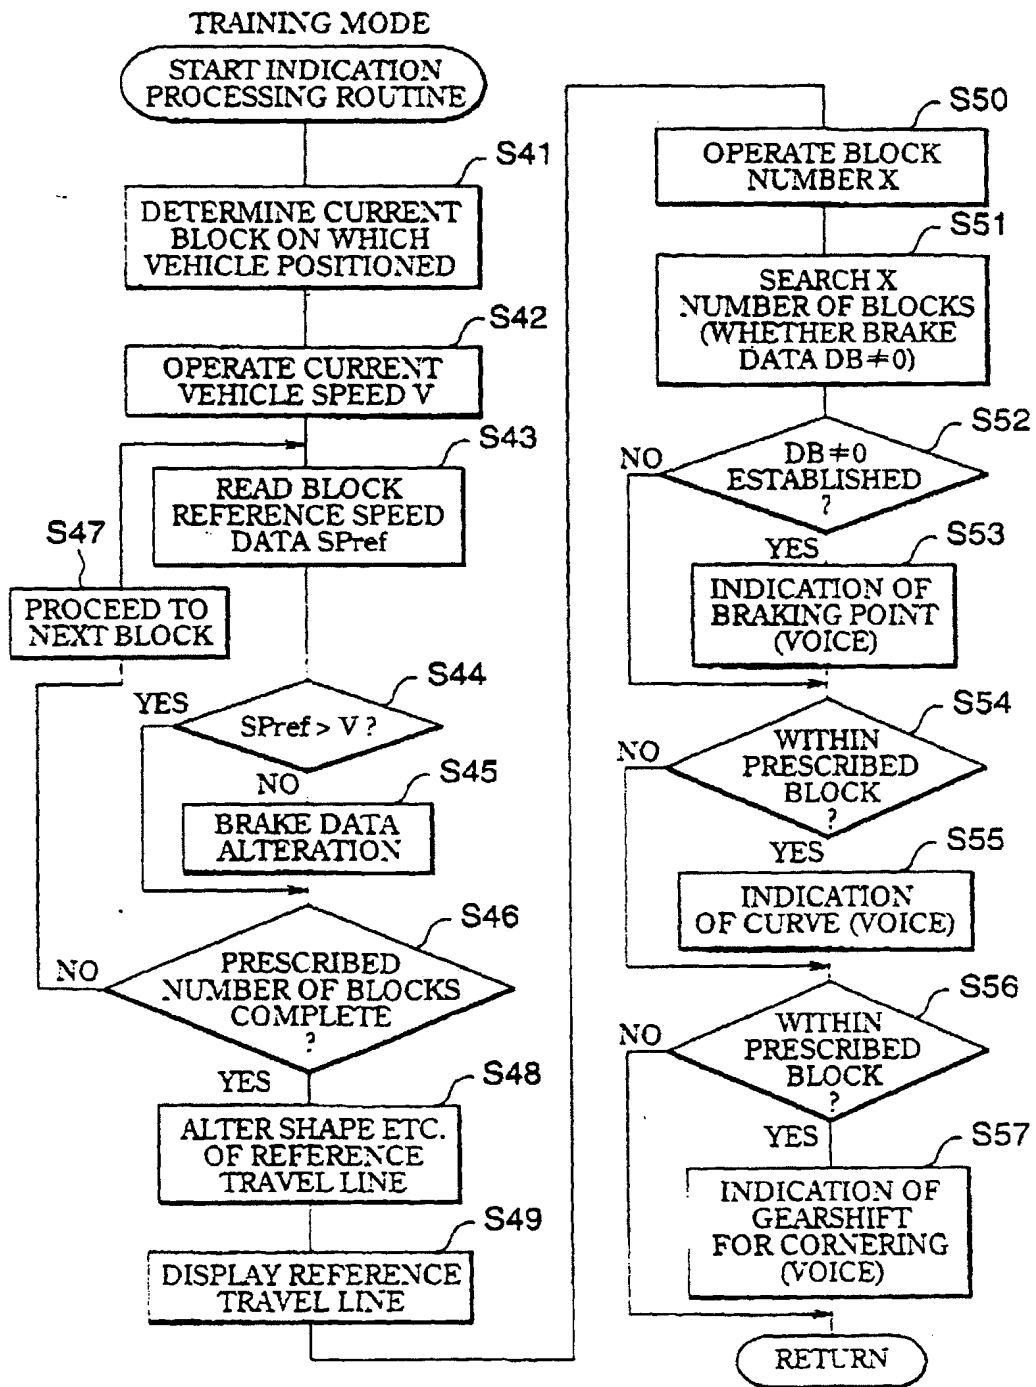 TRAINING MODE
START INDICATION
PROCESSING ROUTINE
S41
DETERMINE CURRENT
BLOCK ON WHICH
VEHICLE POSITIONED
S42
OPERATE CURRENT
VEHICLE SPEED V
S43
READ BLOCK
REFERENCE SPEED
DATA SPref
S47
PROCEED TO
NEXT BLOCK
S44
YES
SPref > V ?
NO
S45
BRAKE DATA
ALTERATION
S46
NO
PRESCRIBED
NUMBER OF BLOCKS
COMPLETE
?
YES
S48
ALTER SHAPE ETC.
OF REFERENCE
TRAVEL LINE
S49
DISPLAY REFERENCE
TRAVEL LINE
S50
OPERATE BLOCK
NUMBER X
S51
SEARCH X
NUMBER OF BLOCKS
(WHETHER BRAKE
DATA DB≠0)
S52
NO
DB≠0
ESTABLISHED
?
YES
S53
INDICATION OF
BRAKING POINT
(VOICE)
S54
NO
WITHIN
PRESCRIBED
BLOCK
?
YES
S55
INDICATION
OF CURVE (VOICE)
S56
NO
WITHIN
PRESCRIBED
BLOCK
?
YES
S57
INDICATION OF
GEARSHIFT
FOR CORNERING
(VOICE)
RETURN